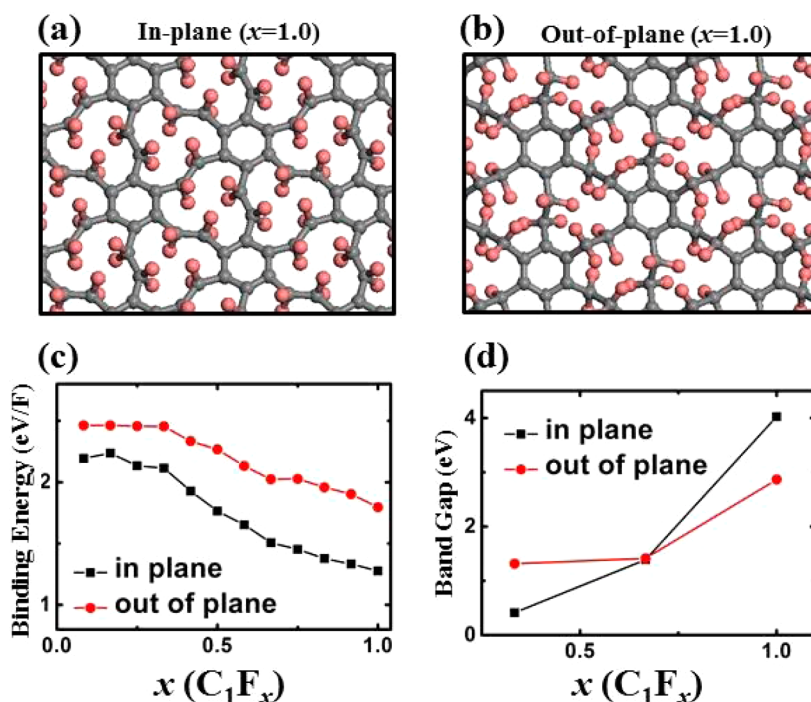 (a) In-plane (x=1.0)
(b) Out-of-plane (x=1.0)
(c)
Binding Energy (eV/F)
2
1
in plane
out of plane
0.0 0.5 1.0
x (C₁Fₓ)
(d)
Band Gap (eV)
4
2
0
in plane
out of plane
0.5 1.0
x (C₁Fₓ)